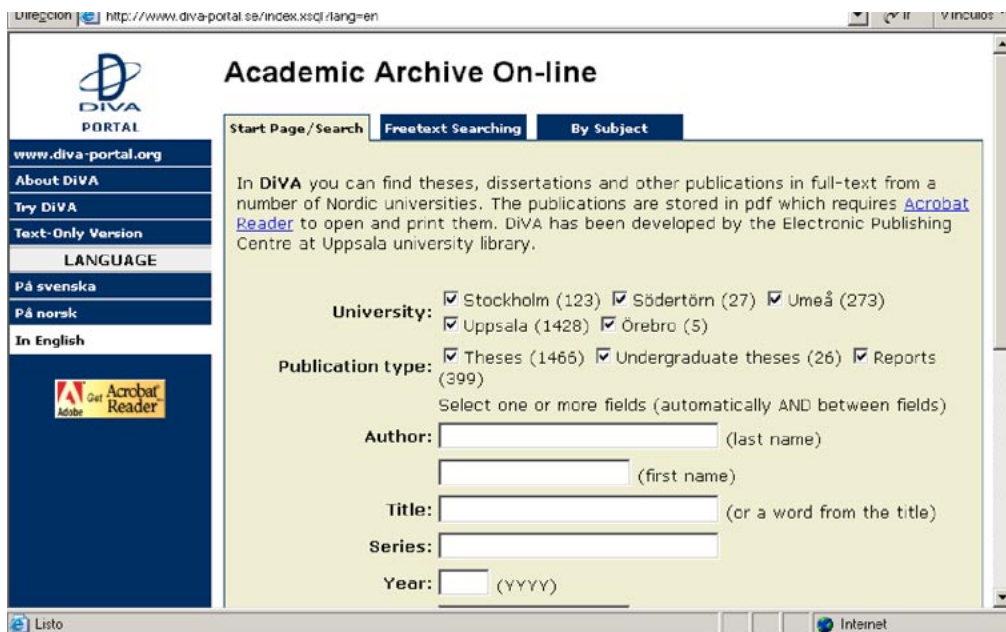 Dirección http://www.diva-portal.se/index.xsql?lang=en Ir Vínculos
DiVA
PORTAL
www.diva-portal.org
About DiVA
Try DiVA
Text-Only Version
LANGUAGE
På svenska
På norsk
In English
Adobe Get Acrobat Reader
Academic Archive On-line
Start Page/Search Freetext Searching By Subject
In DiVA you can find theses, dissertations and other publications in full-text from a
number of Nordic universities. The publications are stored in pdf which requires Acrobat
Reader to open and print them. DiVA has been developed by the Electronic Publishing
Centre at Uppsala university library.
University: Stockholm (123) Södertörn (27) Umeå (273)
Uppsala (1428) Örebro (5)
Publication type: Theses (1466) Undergraduate theses (26) Reports
(399)
Select one or more fields (automatically AND between fields)
Author: (last name)
(first name)
Title: (or a word from the title)
Series:
Year: (YYYY)
Listo Internet